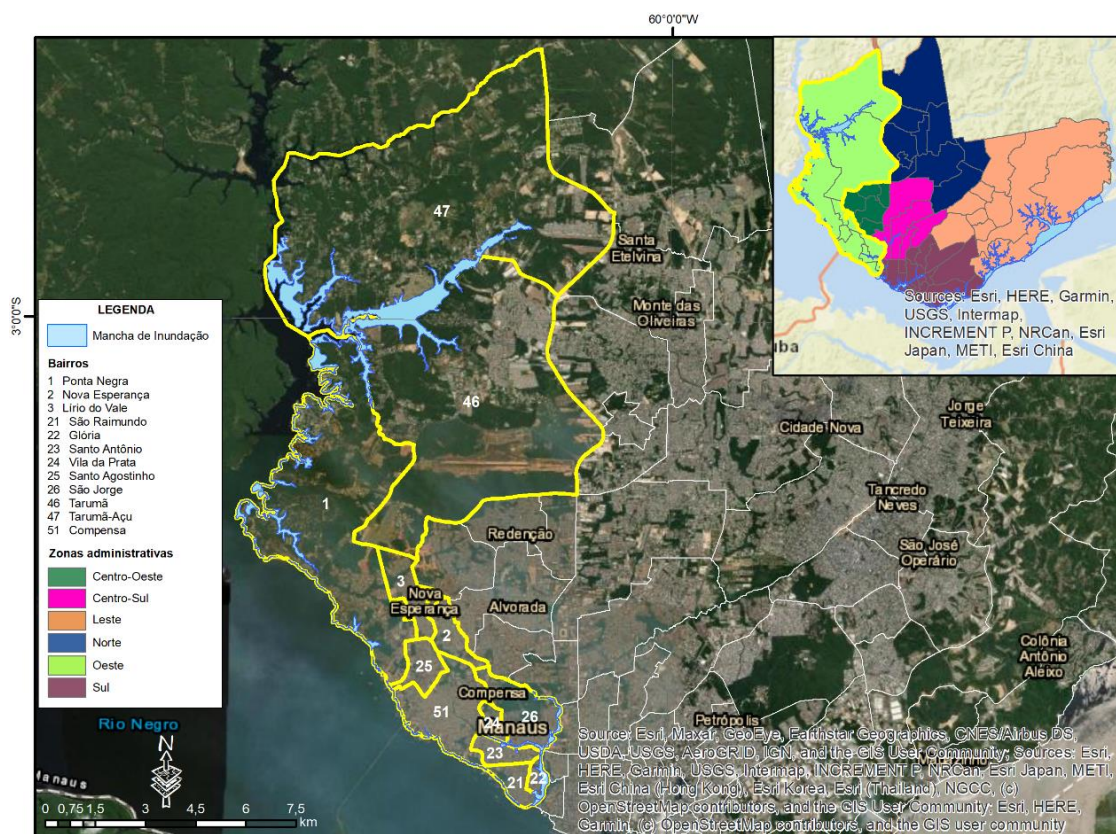 60°0'0"W
3°0'0"S
LEGENDA
Mancha de Inundação
Bairros
1 Ponta Negra
2 Nova Esperança
3 Lírio do Vale
21 São Raimundo
22 Glória
23 Santo Antônio
24 Vila da Prata
25 Santo Agostinho
26 São Jorge
46 Tarumã
47 Tarumã-Açu
51 Compensa
Zonas administrativas
Centro-Oeste
Centro-Sul
Leste
Norte
Oeste
Sul
Rio Negro
N
Manaus
0 0,75 1,5 3 4,5 6 7,5
km
47
46
1
3
2
25
51
24
26
23
21
22
Santa
Etelvina
Monte das
Oliveiras
Cidade Nova
Jorge
Teixeira
Tancredo
Neves
São José
Operário
Redenção
Nova
Esperança
Alvorada
Colônia
Antônio
Aleixo
Compensa
Manaus
Petrópolis
uba
Sources: Esri, HERE, Garmin,
USGS, Intermap,
INCREMENT P, NRCan, Esri
Japan, METI, Esri China
Source: Esri, Maxar, GeoEye, Earthstar Geographics, CNES/Airbus DS,
USDA, USGS, AeroGRID, IGN, and the GIS User Community; Sources: Esri,
HERE, Garmin, USGS, Intermap, INCREMENT P, NRCan, Esri Japan, METI,
Esri China (Hong Kong), Esri Korea, Esri (Thailand), NGCC, (c)
OpenStreetMap contributors, and the GIS User Community; Esri, HERE,
Garmin, (c) OpenStreetMap contributors, and the GIS user community